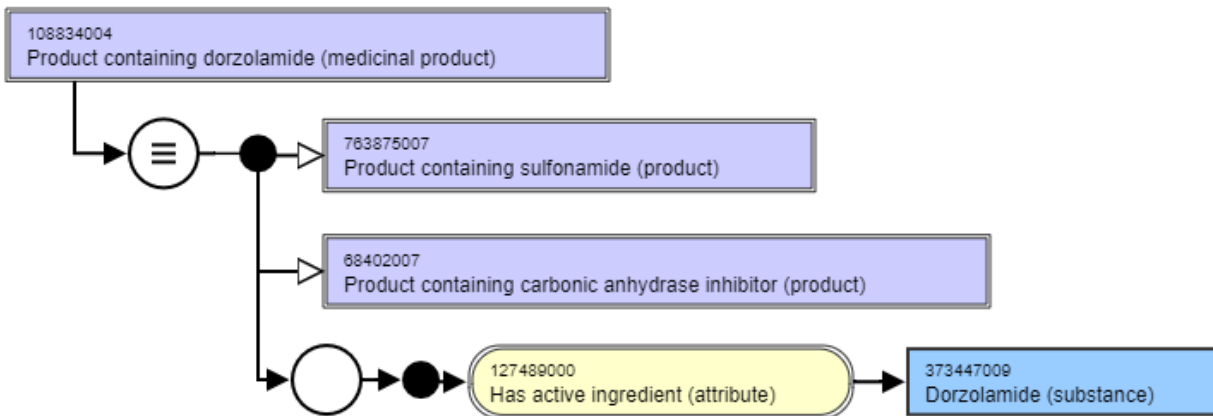 108834004
Product containing dorzolamide (medicinal product)
763875007
Product containing sulfonamide (product)
68402007
Product containing carbonic anhydrase inhibitor (product)
127489000
Has active ingredient (attribute)
373447009
Dorzolamide (substance)